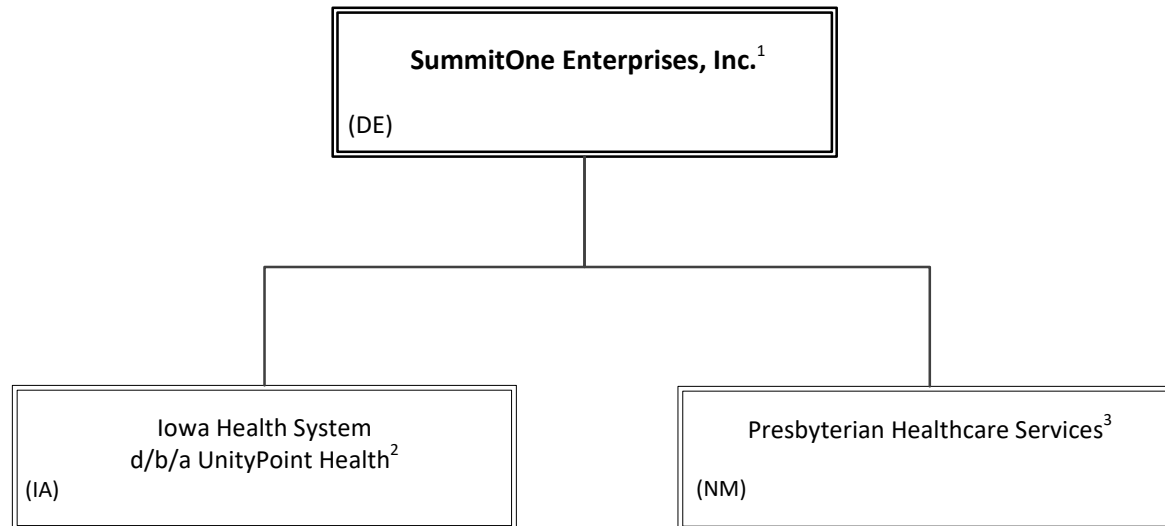 SummitOne Enterprises, Inc.¹
(DE)
Iowa Health System
d/b/a UnityPoint Health²
(IA)
Presbyterian Healthcare Services³
(NM)